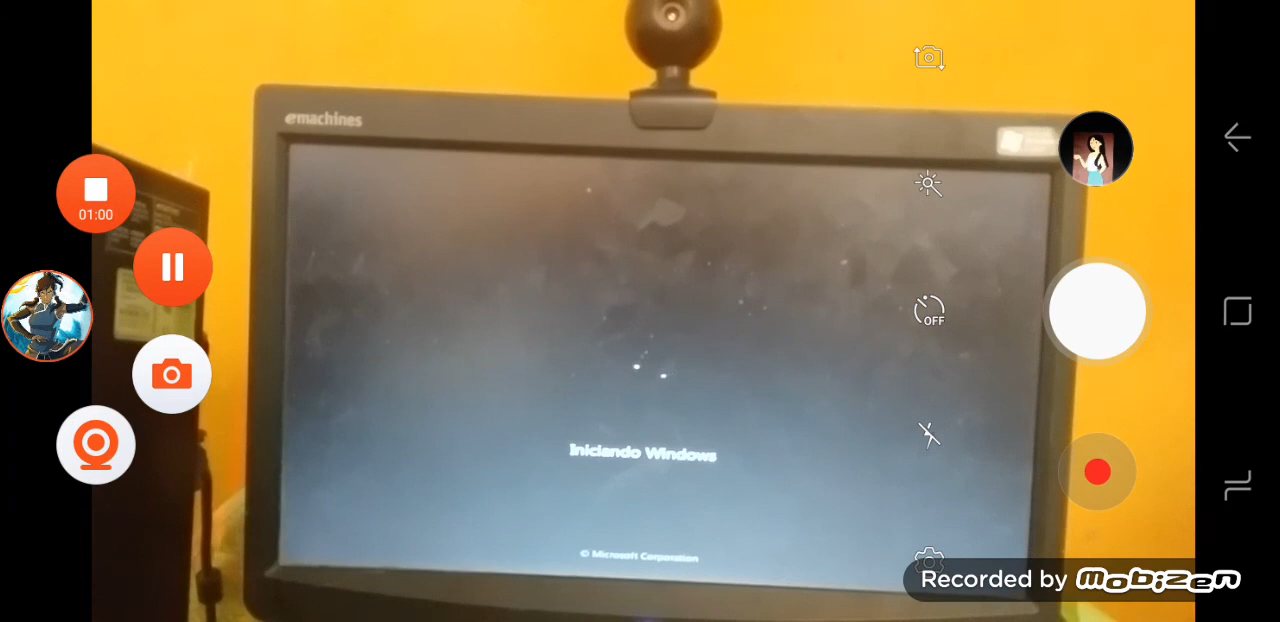 emachines
01:00
OFF
Iniciando Windows
© Microsoft Corporation
Recorded by mobizen